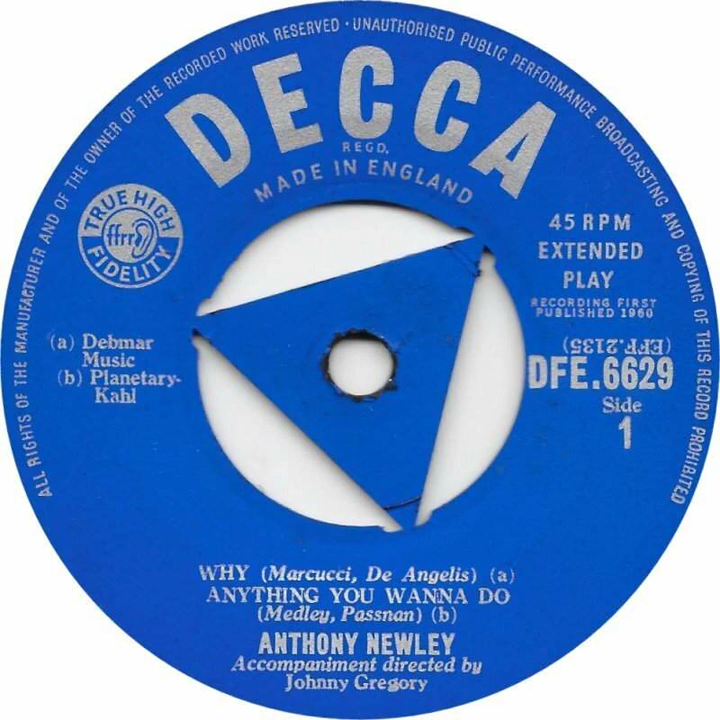 ALL RIGHTS OF THE MANUFACTURER AND OF THE OWNER OF THE RECORDED WORK RESERVED · UNAUTHORISED PUBLIC PERFORMANCE BROADCASTING AND COPYING OF THIS RECORD PROHIBITED
DECCA
REGD.
MADE IN ENGLAND
TRUE HIGH
ffrr
FIDELITY
45 RPM
EXTENDED
PLAY
RECORDING FIRST
PUBLISHED 1960
(a) Debmar
Music
(b) Planetary-
Kahl
(EFF.2135)
DFE.6629
Side
1
WHY (Marcucci, De Angelis) (a)
ANYTHING YOU WANNA DO
(Medley, Passnan) (b)
ANTHONY NEWLEY
Accompaniment directed by
Johnny Gregory